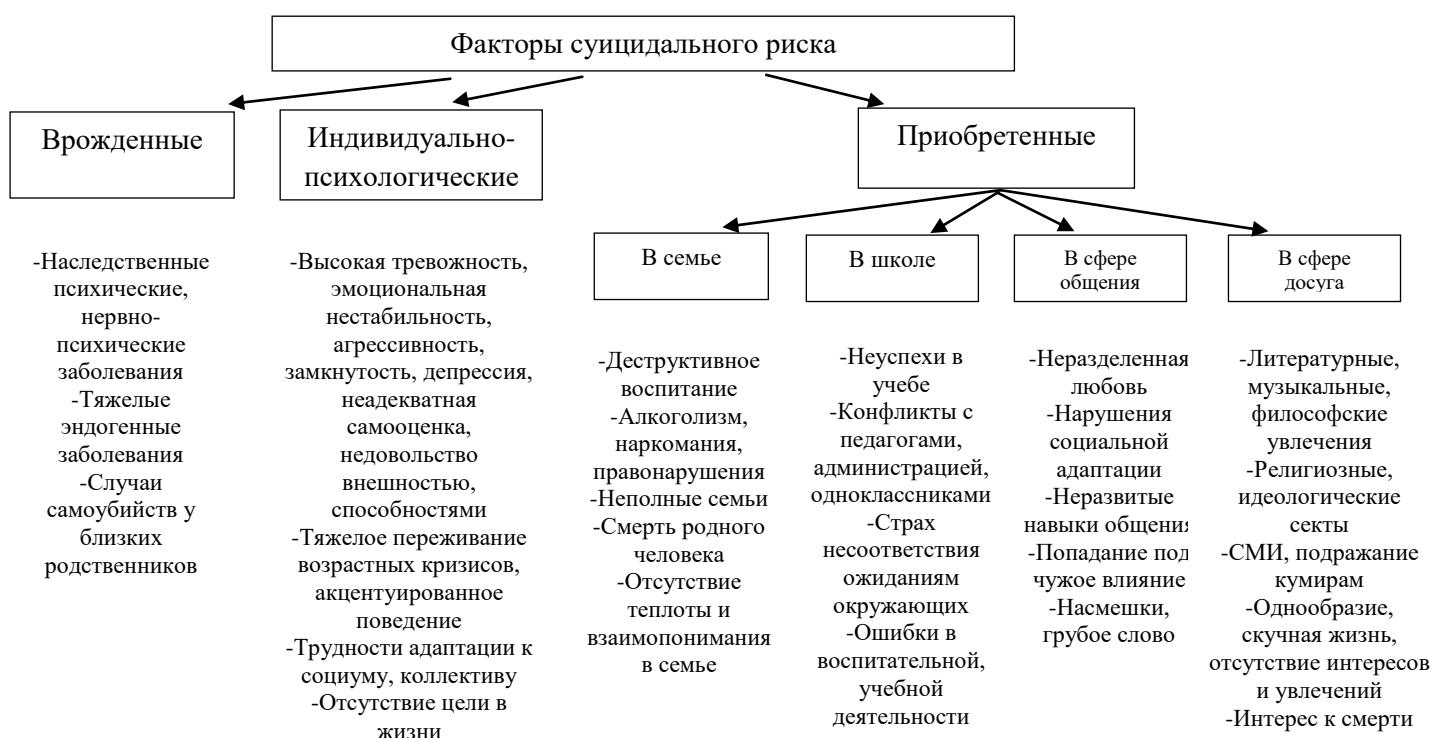 Факторы суицидального риска
Врожденные
Индивидуально-
психологические
Приобретенные
-Наследственные
психические,
нервно-
психические
заболевания
-Тяжелые
эндогенные
заболевания
-Случаи
самоубийств у
близких
родственников
-Высокая тревожность,
эмоциональная
нестабильность,
агрессивность,
замкнутость, депрессия,
неадекватная
самооценка,
недовольство
внешностью,
способностями
-Тяжелое переживание
возрастных кризисов,
акцентуированное
поведение
-Трудности адаптации к
социуму, коллективу
-Отсутствие цели в
жизни
В семье
-Деструктивное
воспитание
-Алкоголизм,
наркомания,
правонарушения
-Неполные семьи
-Смерть родного
человека
-Отсутствие
теплоты и
взаимопонимания
в семье
В школе
-Неуспехи в
учебе
-Конфликты с
педагогами,
администрацией,
одноклассниками
-Страх
несоответствия
ожиданиям
окружающих
-Ошибки в
воспитательной,
учебной
деятельности
В сфере
общения
-Неразделенная
любовь
-Нарушения
социальной
адаптации
-Неразвитые
навыки общения
-Попадание под
чужое влияние
-Насмешки,
грубое слово
В сфере
досуга
-Литературные,
музыкальные,
философские
увлечения
-Религиозные,
идеологические
секты
-СМИ, подражание
кумирам
-Однообразие,
скучная жизнь,
отсутствие интересов
и увлечений
-Интерес к смерти